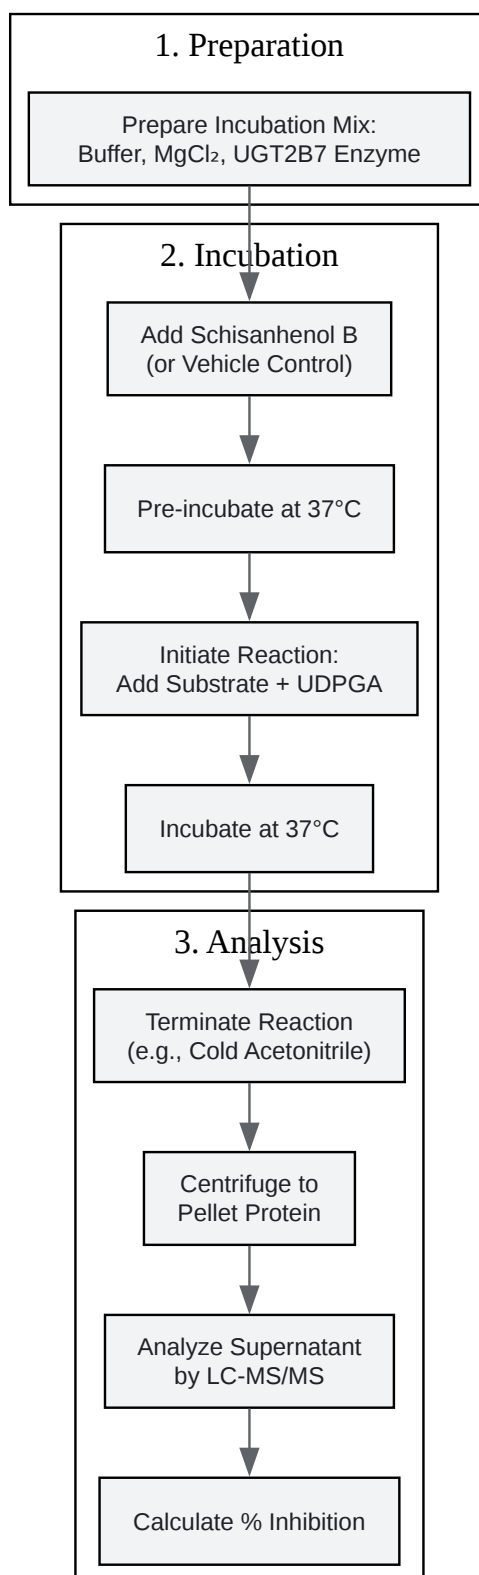 1. Preparation
Prepare Incubation Mix:
Buffer, MgCl₂, UGT2B7 Enzyme
2. Incubation
Add Schisanhenol B
(or Vehicle Control)
Pre-incubate at 37°C
Initiate Reaction:
Add Substrate + UDPGA
Incubate at 37°C
3. Analysis
Terminate Reaction
(e.g., Cold Acetonitrile)
Centrifuge to
Pellet Protein
Analyze Supernatant
by LC-MS/MS
Calculate % Inhibition